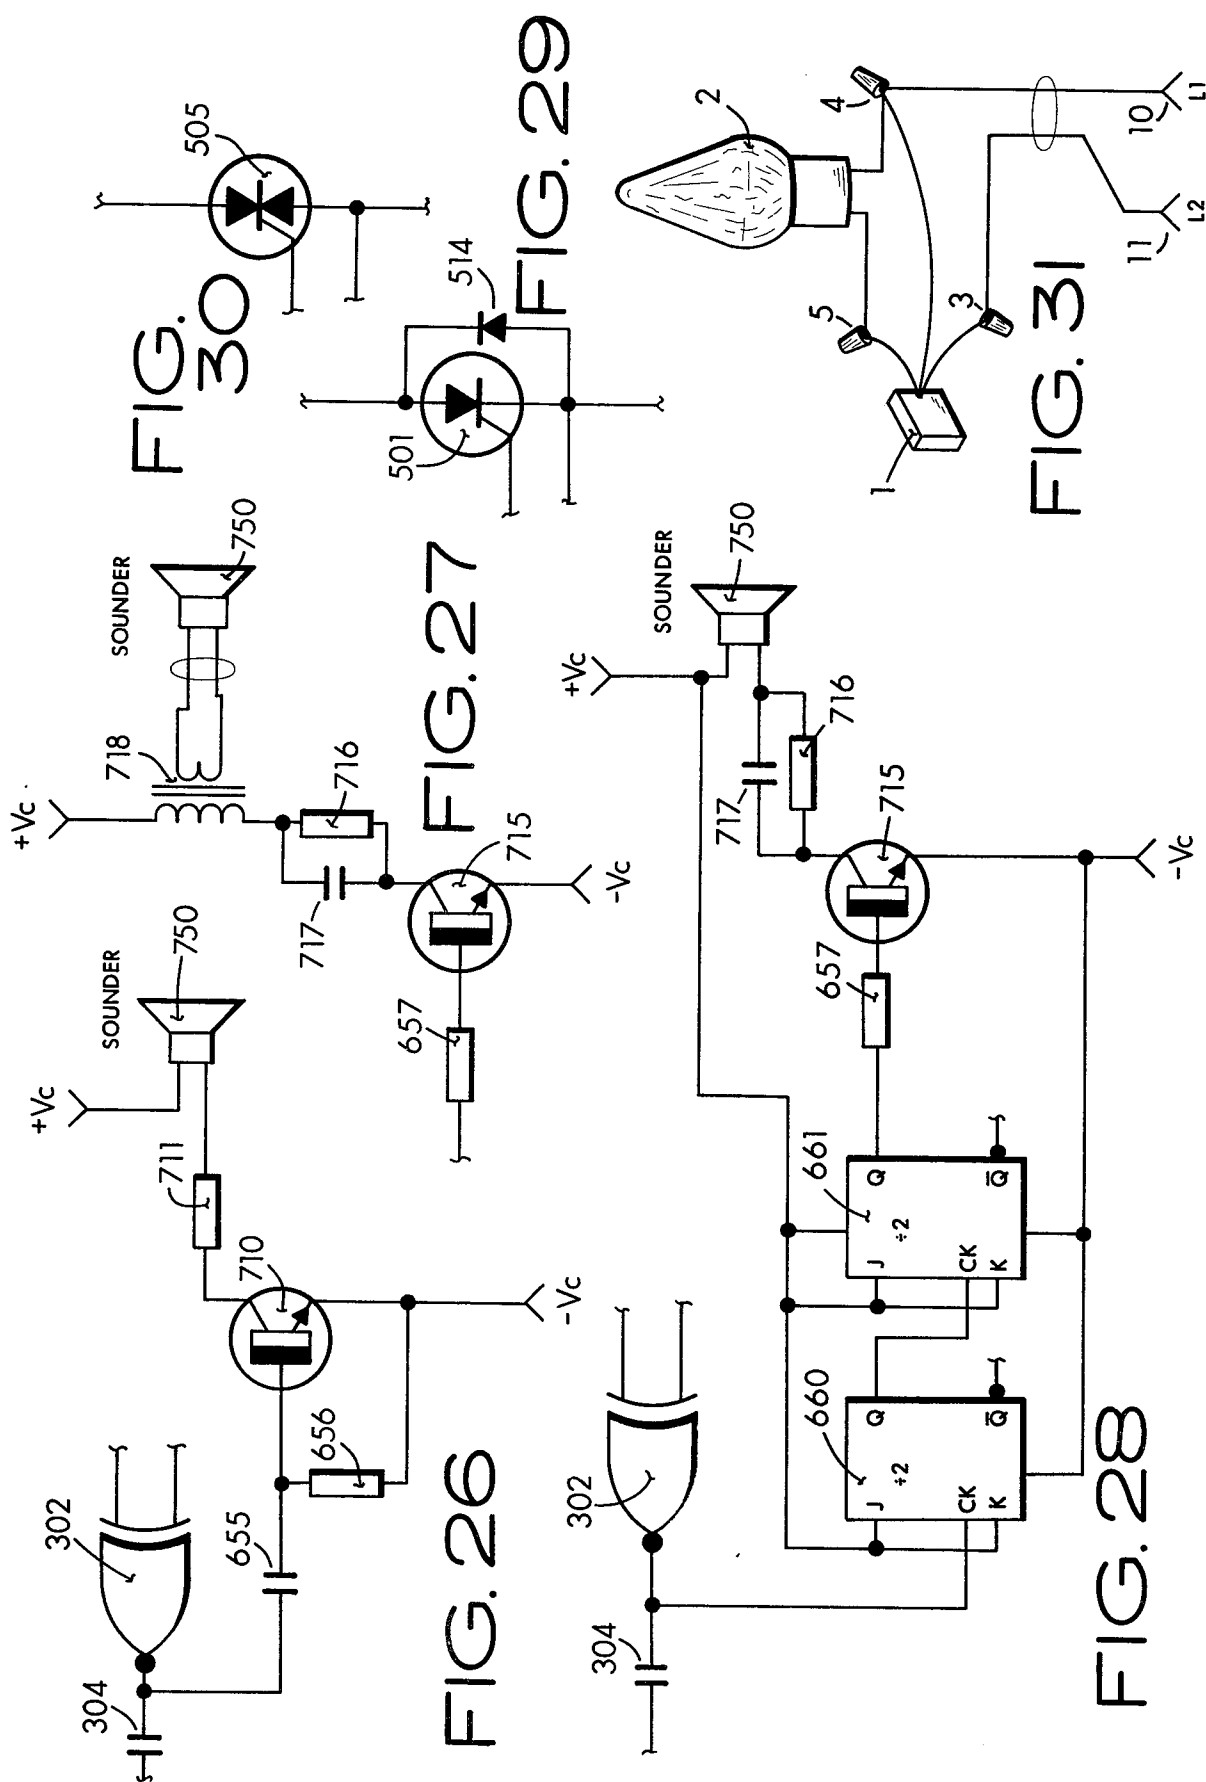 FIG. 26
304
302
655
656
710
711
+Vc
-Vc
SOUNDER
750
FIG. 27
657
715
717
716
718
+Vc
-Vc
SOUNDER
750
FIG. 28
304
302
660
J
÷2
CK
K
Q
Q̅
661
J
÷2
CK
K
Q
Q̅
657
715
717
716
+Vc
-Vc
SOUNDER
750
FIG. 29
501
514
FIG.
30
505
FIG. 31
1
2
3
4
5
10
11
L1
L2